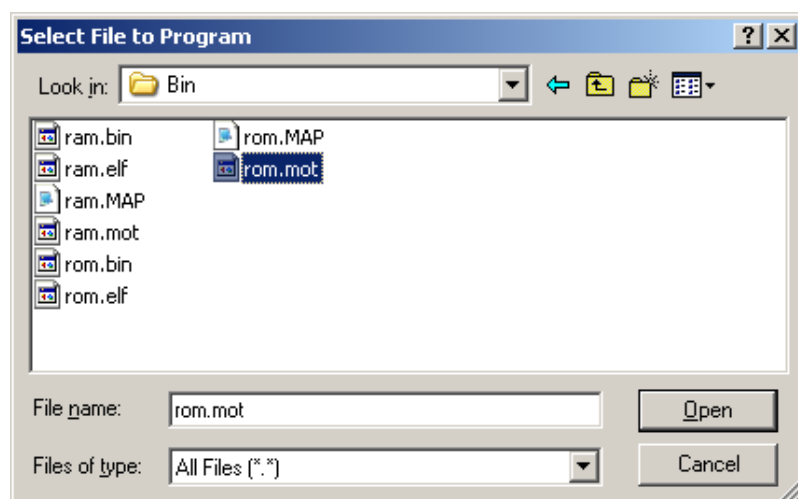 Select File to Program
Look in: Bin
ram.bin rom.MAP
ram.elf rom.mot
ram.MAP
ram.mot
rom.bin
rom.elf
File name: rom.mot Open
Files of type: All Files (*.*) Cancel